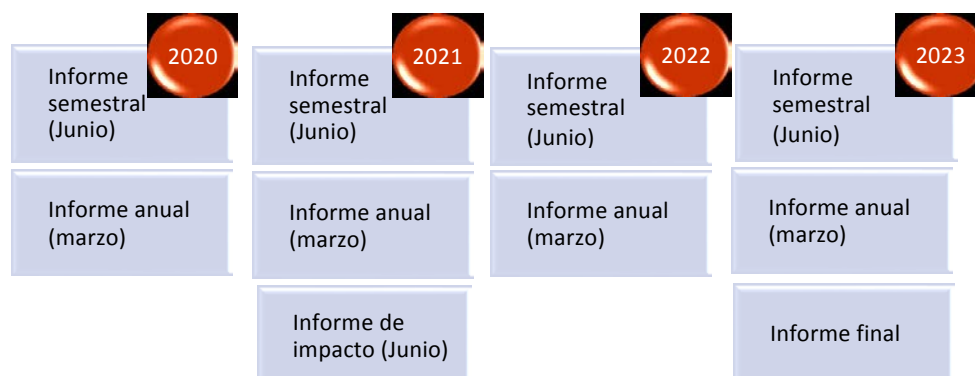 2020
Informe
semestral
(Junio)
Informe anual
(marzo)
2021
Informe
semestral
(Junio)
Informe anual
(marzo)
Informe de
impacto (Junio)
2022
Informe
semestral
(Junio)
Informe anual
(marzo)
2023
Informe
semestral
(Junio)
Informe anual
(marzo)
Informe final